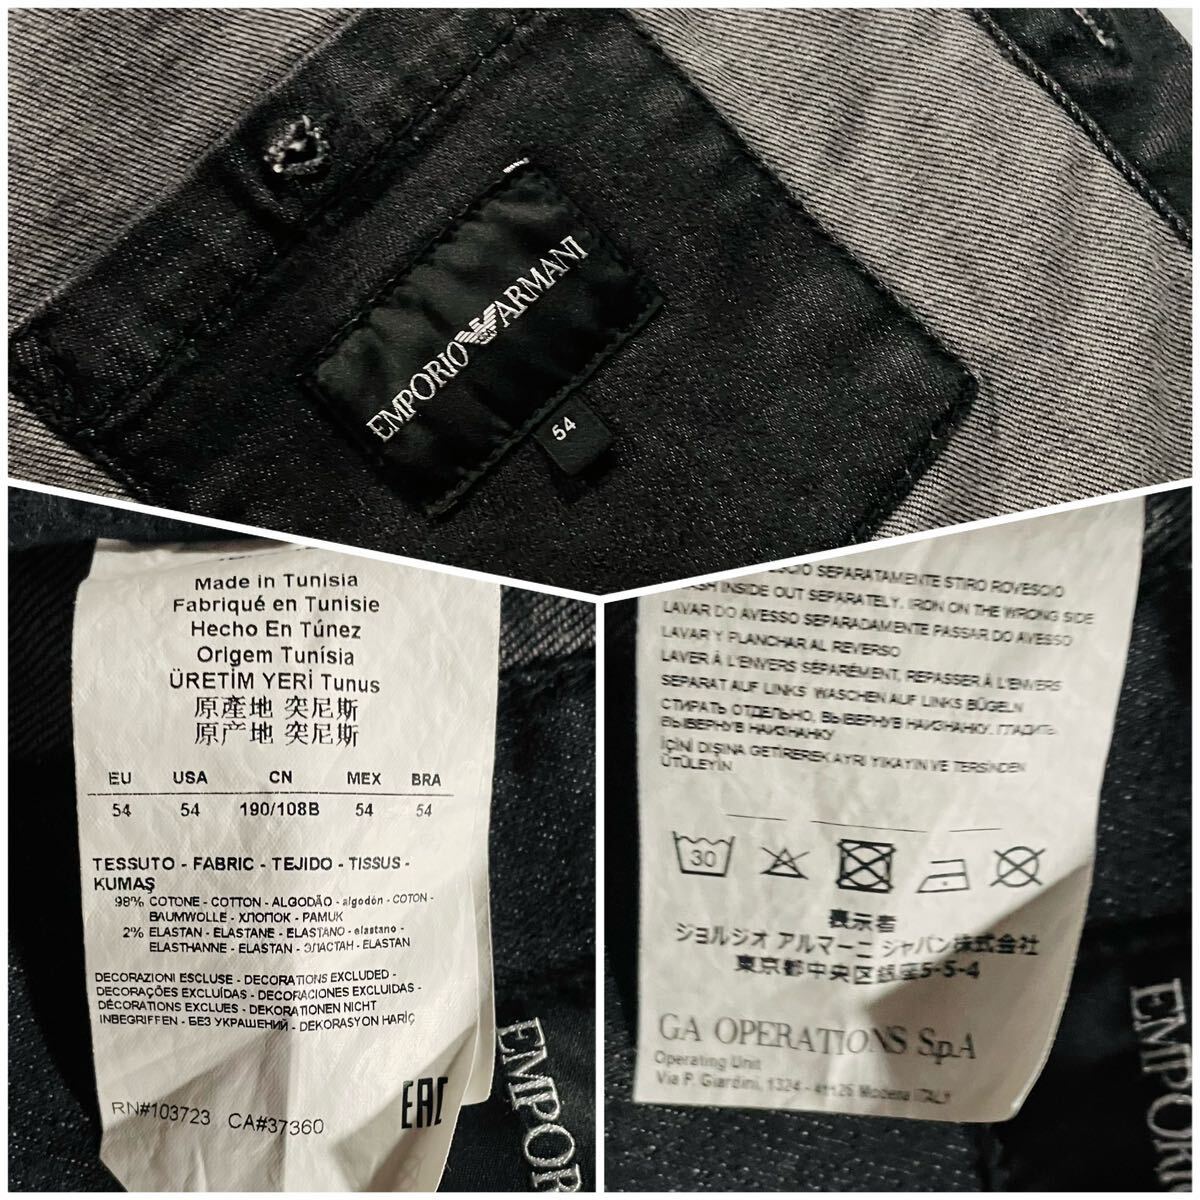 EMPORIO ARMANI
54
Made in Tunisia
Fabriqué en Tunisie
Hecho En Túnez
Origem Tunísia
ÜRETİM YERİ Tunus
原產地 突尼斯
原产地 突尼斯
EU USA CN MEX BRA
54 54 190/108B 54 54
TESSUTO - FABRIC - TEJIDO - TISSUS -
KUMAŞ
98% COTONE - COTTON - ALGODÃO - algodón - COTON -
BAUMWOLLE - ХЛОПОК - PAMUK
2% ELASTAN - ELASTANE - ELASTANO - elastano -
ELASTHANNE - ELASTAN - ЭЛАСТАН - ELASTAN
DECORAZIONI ESCLUSE - DECORATIONS EXCLUDED -
DECORAÇÕES EXCLUÍDAS - DECORACIONES EXCLUIDAS -
DÉCORATIONS EXCLUES - DEKORATIONEN NICHT
INBEGRIFFEN - БЕЗ УКРАШЕНИЙ - DEKORASYON HARİÇ
RN#103723 CA#37360
EAC
EMPOR
SEPARATAMENTE STIRO ROVESCIO
INSIDE OUT SEPARATELY, IRON ON THE WRONG SIDE
LAVAR DO AVESSO SEPARADAMENTE PASSAR DO AVESSO
LAVAR Y PLANCHAR AL REVERSO
LAVER À L'ENVERS SÉPARÉMENT, REPASSER À L'ENVERS
SEPARAT AUF LINKS WASCHEN AUF LINKS BÜGELN
СТИРАТЬ ОТДЕЛЬНО, ВЫВЕРНУВ НАИЗНАНКУ. ГЛАДИТЬ
ВЫВЕРНУВ НАИЗНАНКУ
İÇİNİ DIŞINA GETİREREK AYRI YIKAYIN VE TERSİNDEN
ÜTÜLEYİN
30
表示者
ジョルジオ アルマーニ ジャパン株式会社
東京都中央区銀座5-5-4
GA OPERATIONS S.p.A
Operating Unit
Via P. Giardini, 1324 - 41126 Modena ITALY
EMPORI